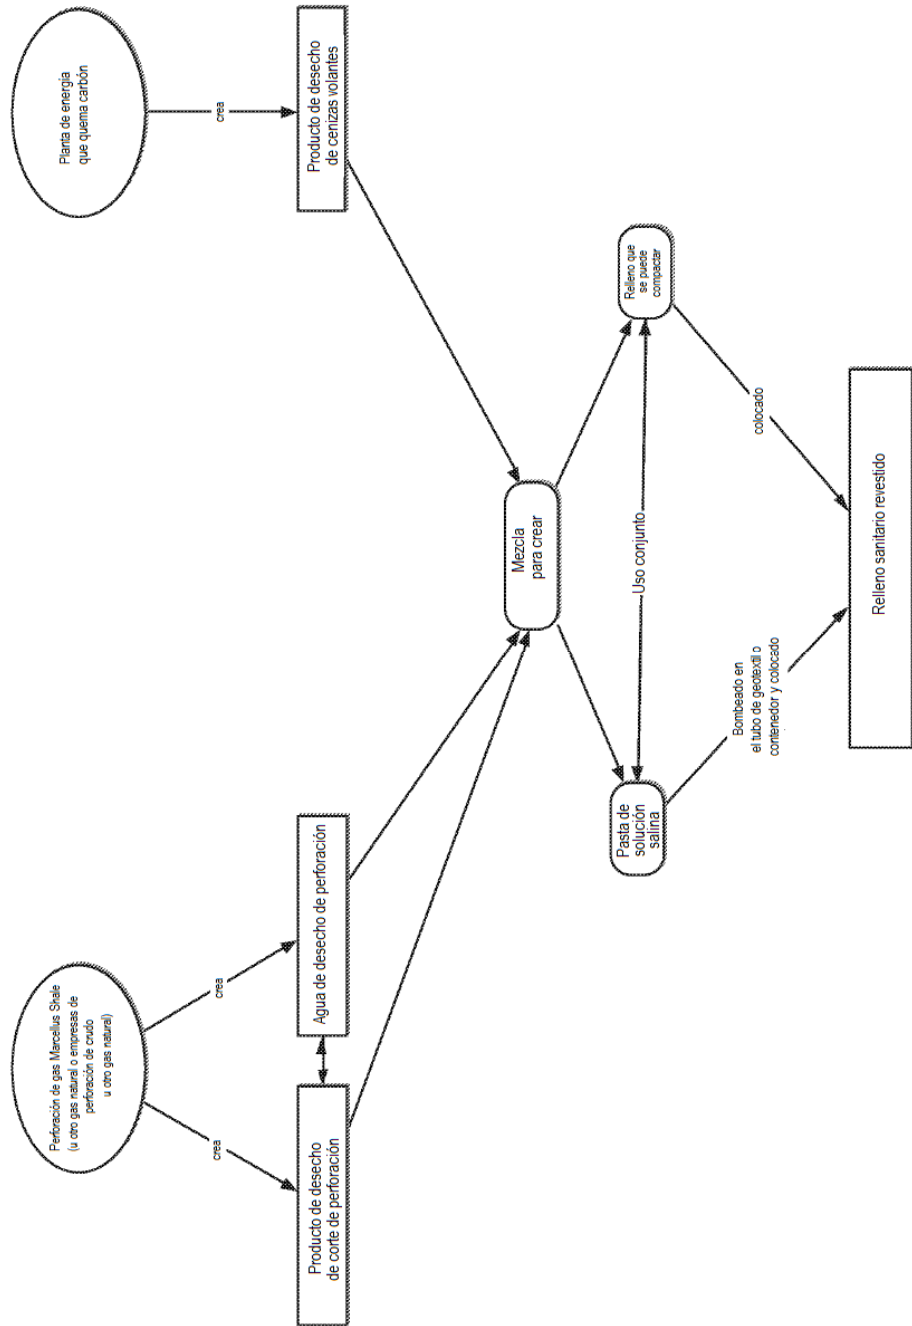 Perforación de gas Marcellus Shale
(u otro gas natural o empresas de
perforación de crudo
u otro gas natural)
Planta de energía
que quema carbón
crea
crea
crea
Producto de desecho
de corte de perforación
Agua de desecho de perforación
Producto de desecho
de cenizas volantes
Mezcla
para crear
Pasta de
solución
salina
Uso conjunto
Relleno que
se puede
compactar
Bombeado en
el tubo de geotextil o
contenedor y colocado
colocado
Relleno sanitario revestido